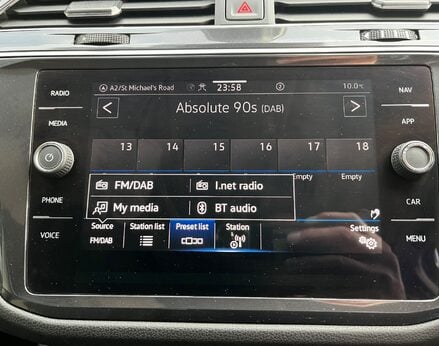 RADIO
MEDIA
PHONE
VOICE
A2/St Michael's Road 23:58 2 10.0°C
< Absolute 90s (DAB) >
13 14 15 16 17 18
Empty Empty
FM/DAB I.net radio
My media BT audio
Source Station list Preset list Station Settings
FM/DAB
NAV
APP
CAR
MENU